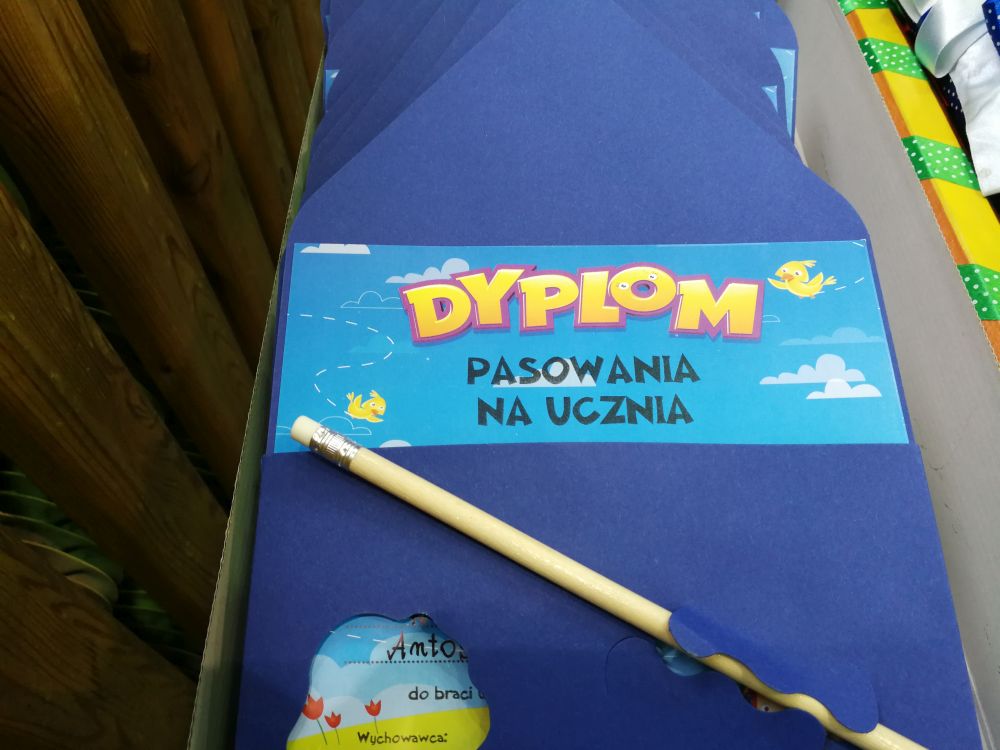 DYPLOM
PASOWANIA
NA UCZNIA
do braci
Wychowawca: